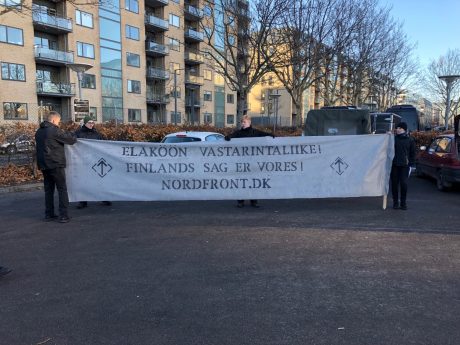 ELÄKÖÖN VASTARINTALIIKE!
FINLANDS SAG ER VORES!
NORDFRONT.DK